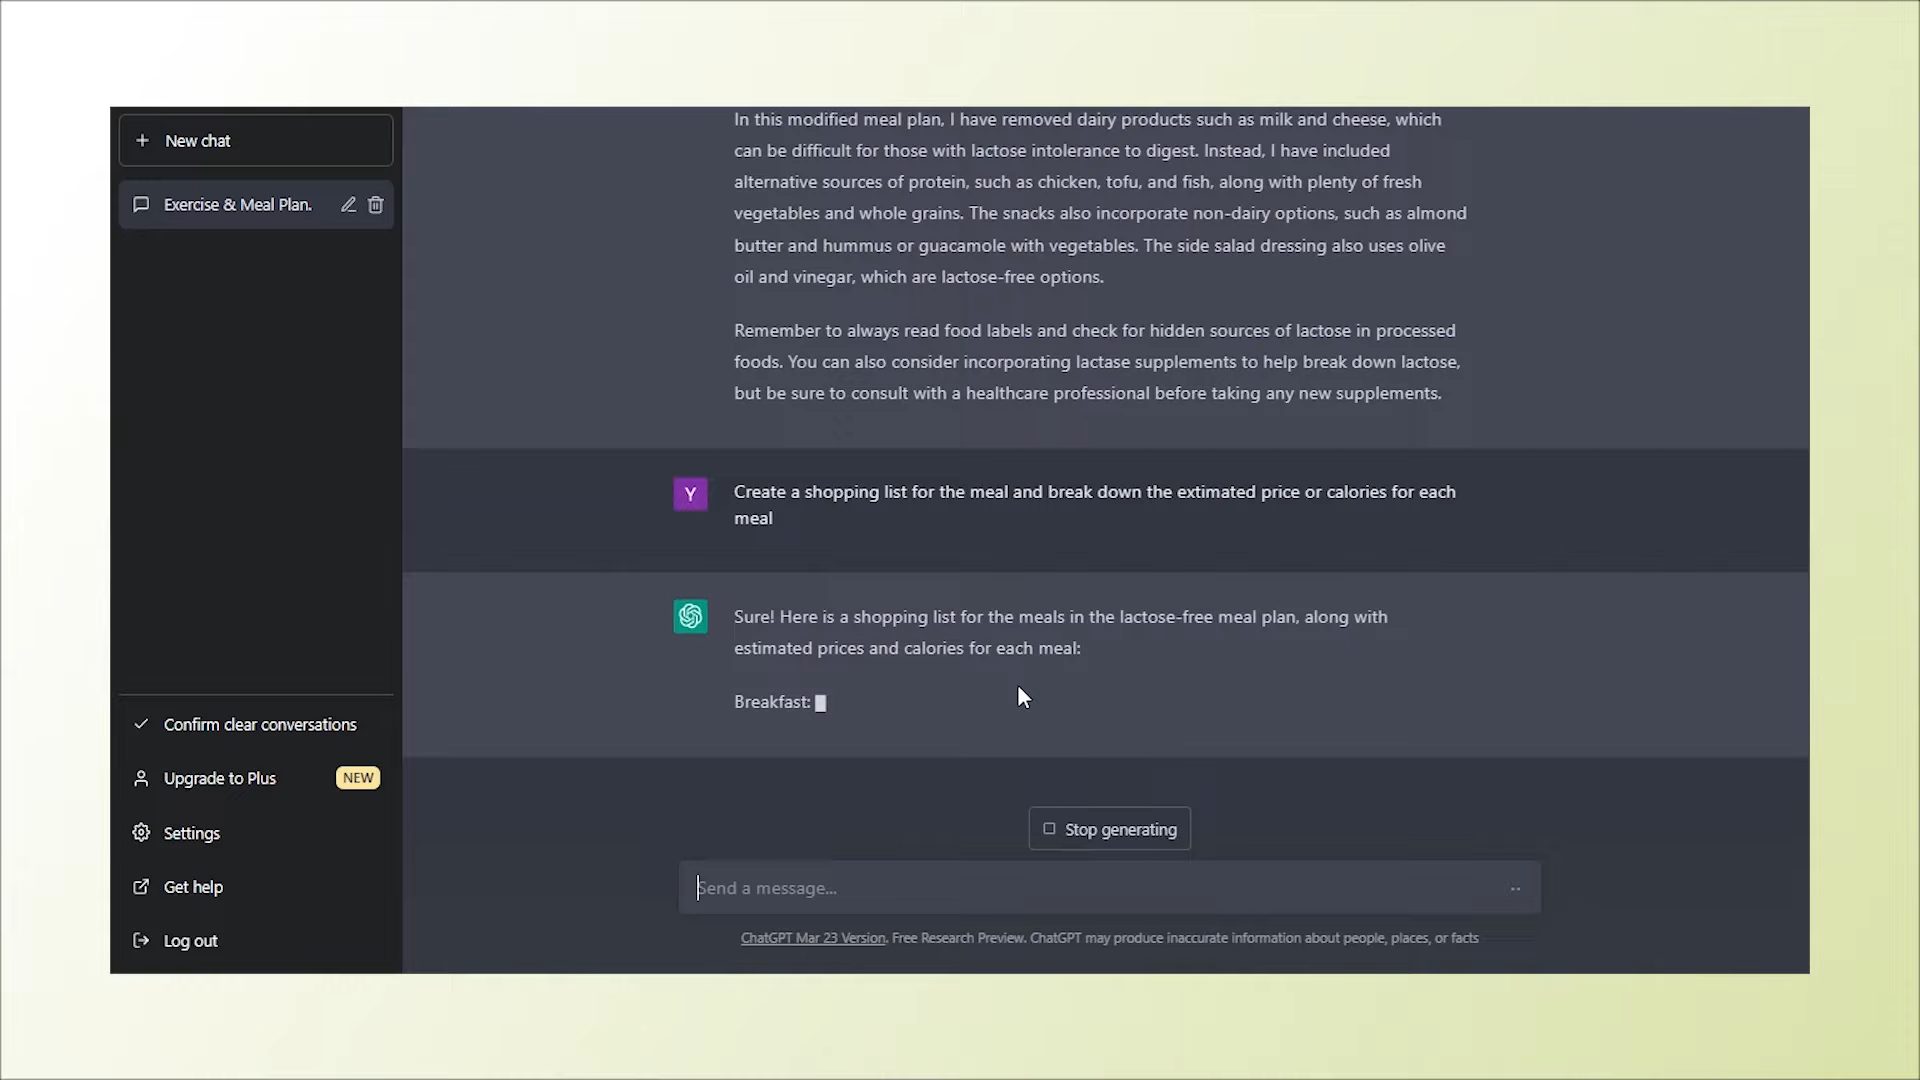 New chat
Exercise & Meal Plan.
In this modified meal plan, I have removed dairy products such as milk and cheese, which
can be difficult for those with lactose intolerance to digest. Instead, I have included
alternative sources of protein, such as chicken, tofu, and fish, along with plenty of fresh
vegetables and whole grains. The snacks also incorporate non-dairy options, such as almond
butter and hummus or guacamole with vegetables. The side salad dressing also uses olive
oil and vinegar, which are lactose-free options.
Remember to always read food labels and check for hidden sources of lactose in processed
foods. You can also consider incorporating lactase supplements to help break down lactose,
but be sure to consult with a healthcare professional before taking any new supplements.
Y
Create a shopping list for the meal and break down the extimated price or calories for each
meal
Sure! Here is a shopping list for the meals in the lactose-free meal plan, along with
estimated prices and calories for each meal:
Breakfast:
Confirm clear conversations
Upgrade to Plus NEW
Settings
Get help
Log out
Stop generating
Send a message...
ChatGPT Mar 23 Version. Free Research Preview. ChatGPT may produce inaccurate information about people, places, or facts